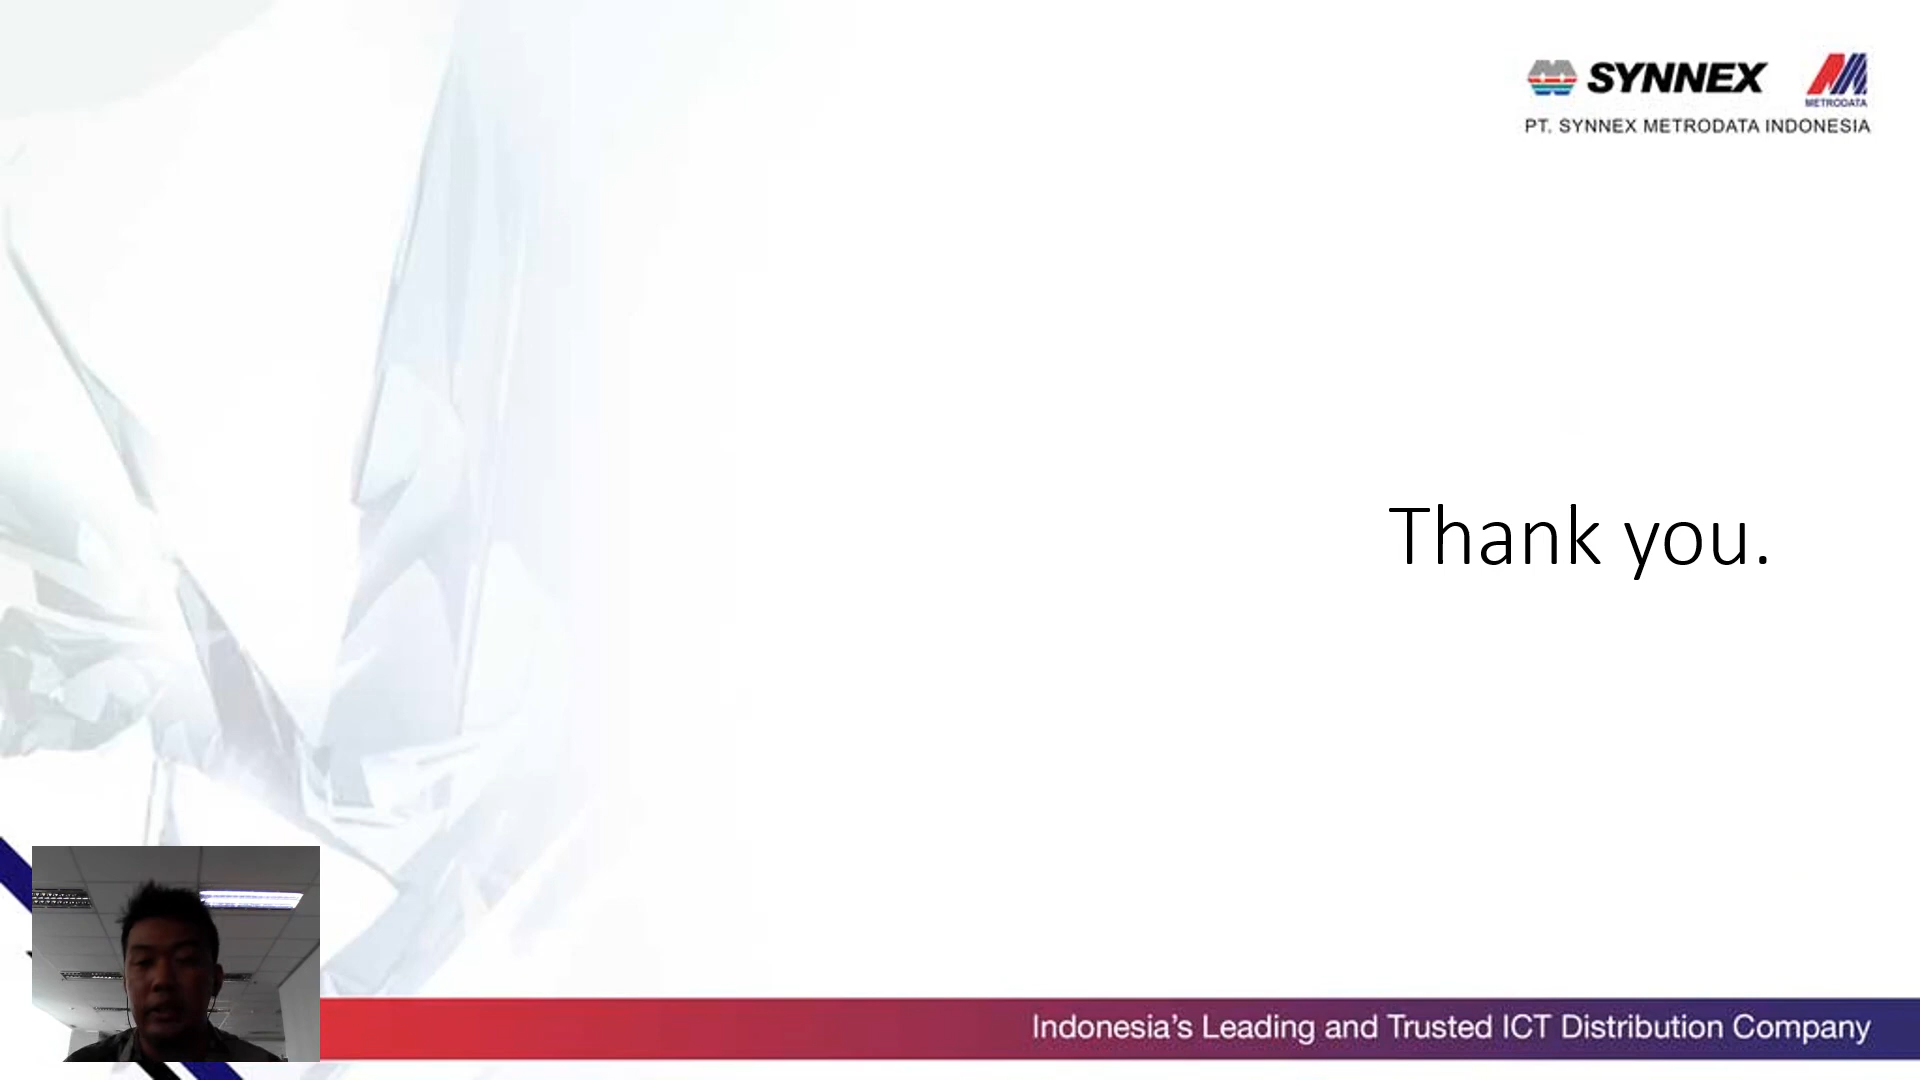 SYNNEX
METRODATA
PT. SYNNEX METRODATA INDONESIA
Thank you.
Indonesia's Leading and Trusted ICT Distribution Company